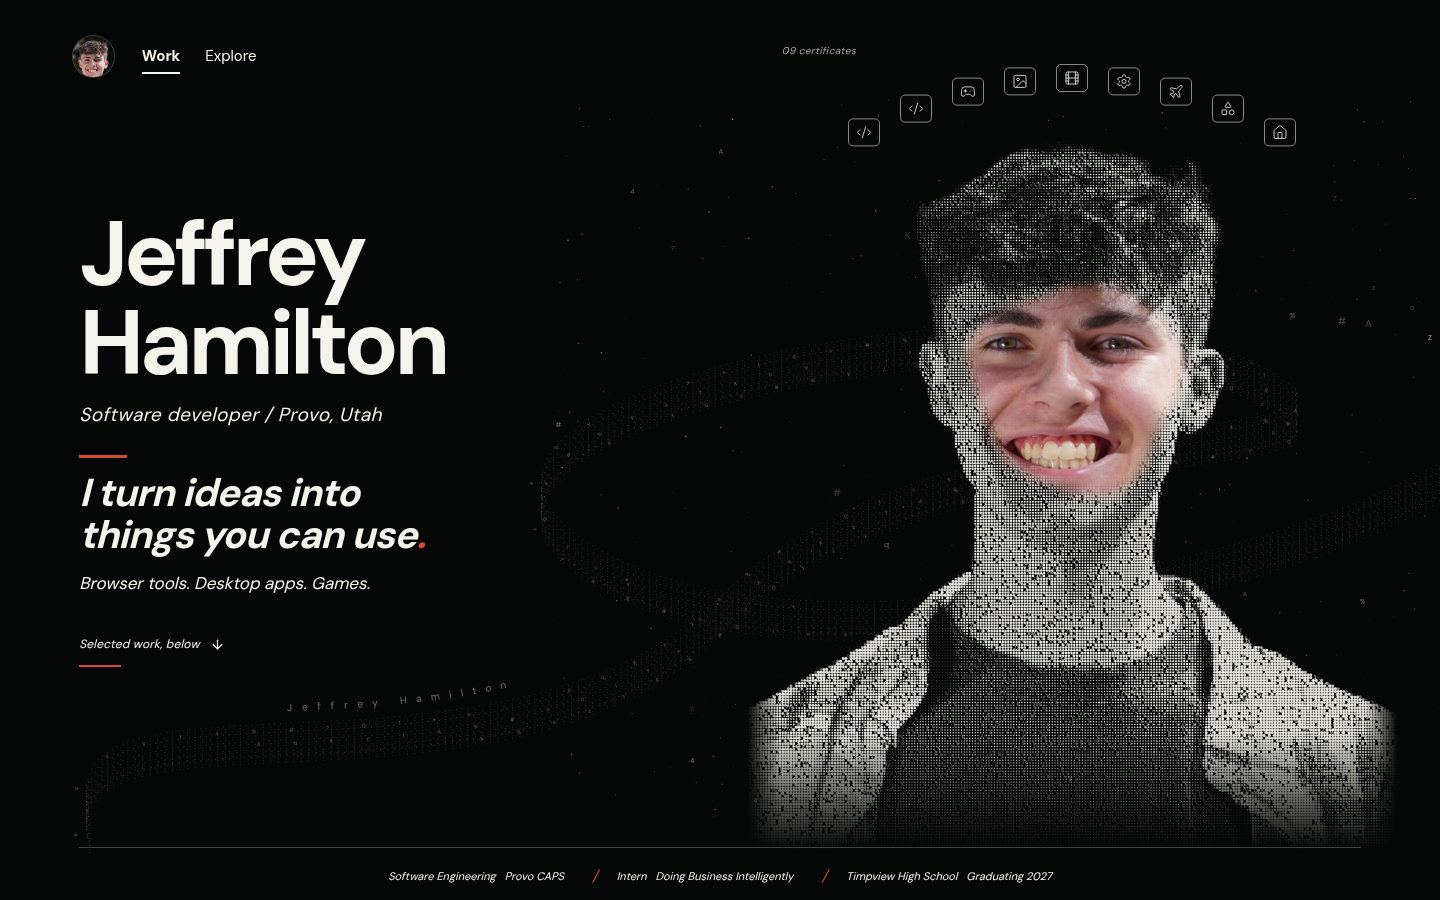 Work Explore
09 certificates
Jeffrey
Hamilton
Software developer / Provo, Utah
I turn ideas into
things you can use.
Browser tools. Desktop apps. Games.
Selected work, below ↓
Jeffrey Hamilton
Software Engineering Provo CAPS / Intern Doing Business Intelligently / Timpview High School Graduating 2027